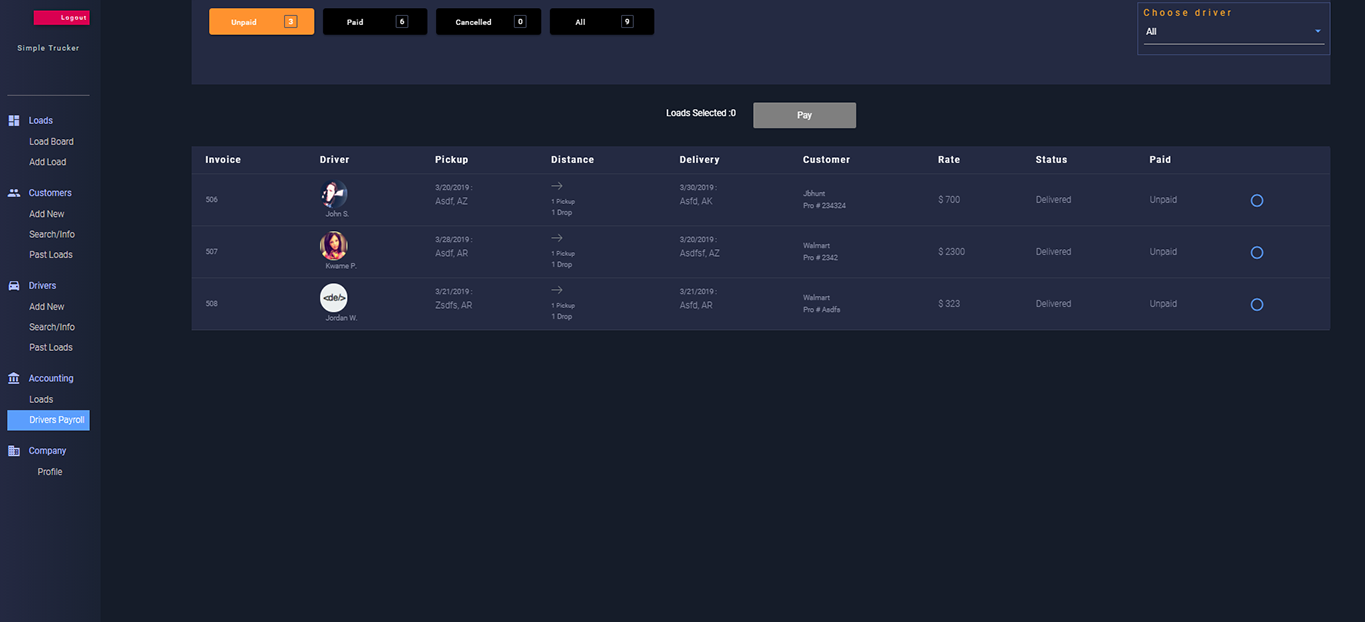 Logout
Simple Trucker
Loads
Load Board
Add Load
Customers
Add New
Search/Info
Past Loads
Drivers
Add New
Search/Info
Past Loads
Accounting
Loads
Drivers Payroll
Company
Profile
Unpaid 3 Paid 6 Cancelled 0 All 9
Choose driver
All
Loads Selected :0 Pay
Invoice Driver Pickup Distance Delivery Customer Rate Status Paid
506 John S. 3/20/2019 : Asdf, AZ 1 Pickup 1 Drop 3/30/2019 : Asfd, AK Jbhunt Pro # 234324 $ 700 Delivered Unpaid
507 Kwame P. 3/28/2019 : Asdf, AR 1 Pickup 1 Drop 3/20/2019 : Asdfsf, AZ Walmart Pro # 2342 $ 2300 Delivered Unpaid
508 <de/> Jordan W. 3/21/2019 : Zsdfs, AR 1 Pickup 1 Drop 3/21/2019 : Asfd, AR Walmart Pro # Asdfs $ 323 Delivered Unpaid